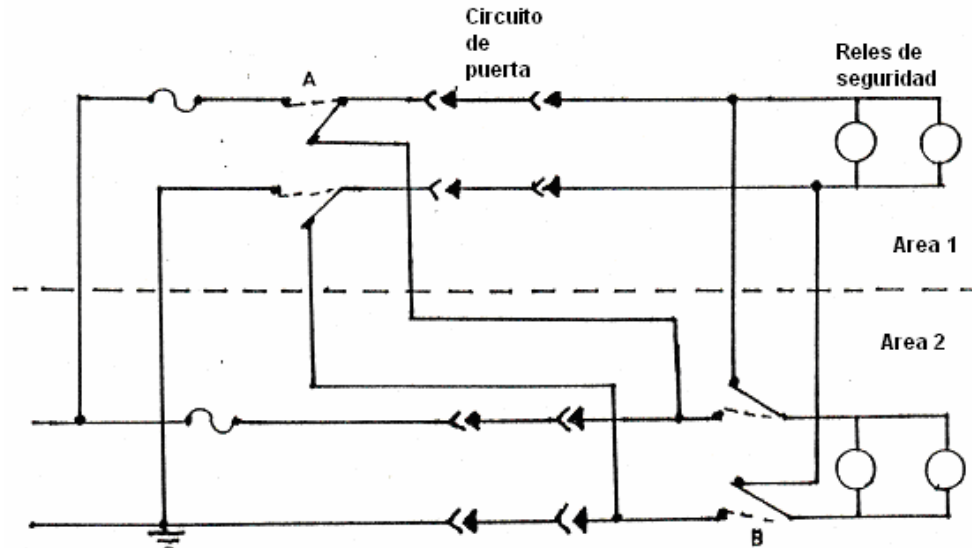 Circuito
de
puerta
Reles de
seguridad
A
Area 1
Area 2
B